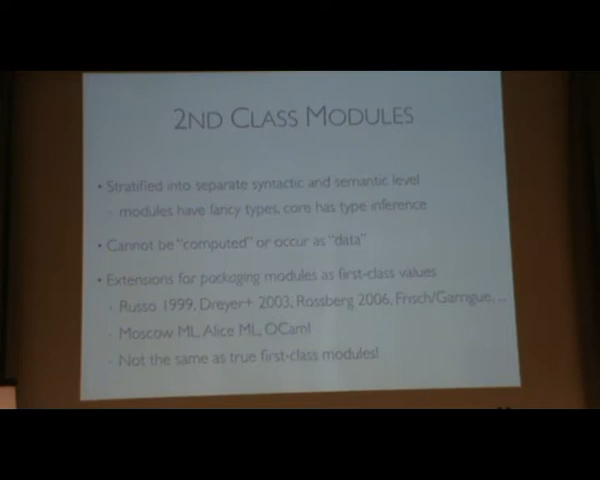 2ND CLASS MODULES
• Stratified into separate syntactic and semantic level
- modules have fancy types, core has type inference
• Cannot be "computed" or occur as "data"
• Extensions for packaging modules as first-class values
- Russo 1999, Dreyer+ 2003, Rossberg 2006, Frisch/Garrigue, ...
- Moscow ML, Alice ML, OCaml
- Not the same as true first-class modules!